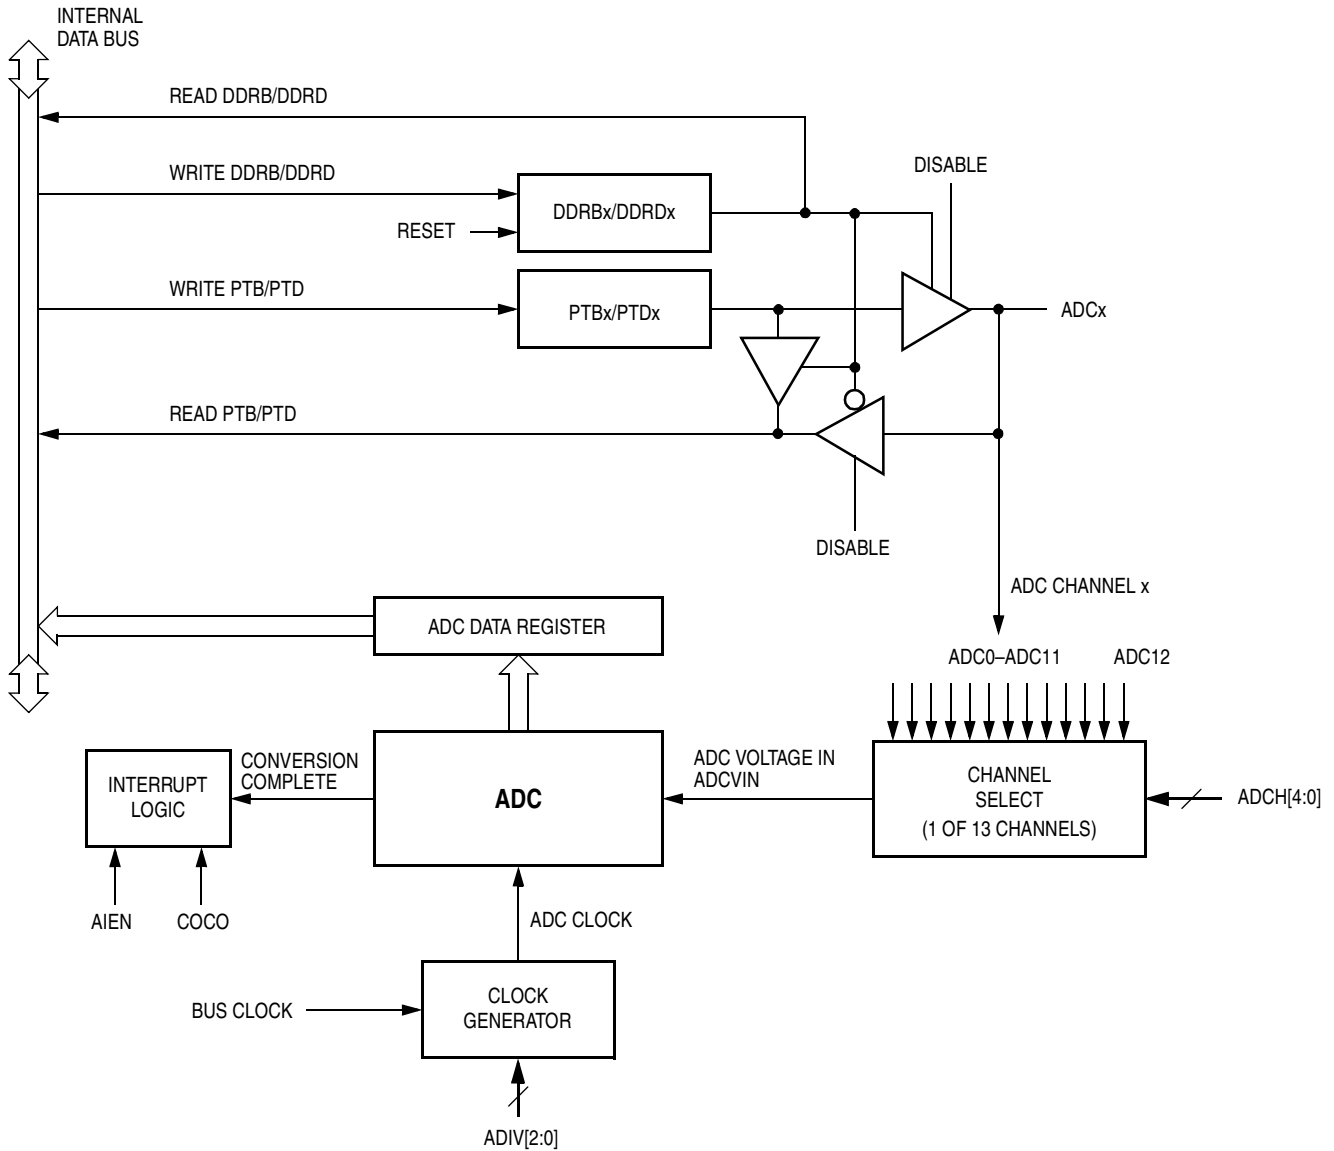 INTERNAL
DATA BUS
READ DDRB/DDRD
WRITE DDRB/DDRD
DISABLE
DDRBx/DDRDx
RESET
WRITE PTB/PTD
PTBx/PTDx
ADCx
READ PTB/PTD
DISABLE
ADC CHANNEL x
ADC DATA REGISTER
ADC0–ADC11
ADC12
INTERRUPT
LOGIC
CONVERSION
COMPLETE
ADC
ADC VOLTAGE IN
ADCVIN
CHANNEL
SELECT
(1 OF 13 CHANNELS)
ADCH[4:0]
AIEN
COCO
ADC CLOCK
BUS CLOCK
CLOCK
GENERATOR
ADIV[2:0]